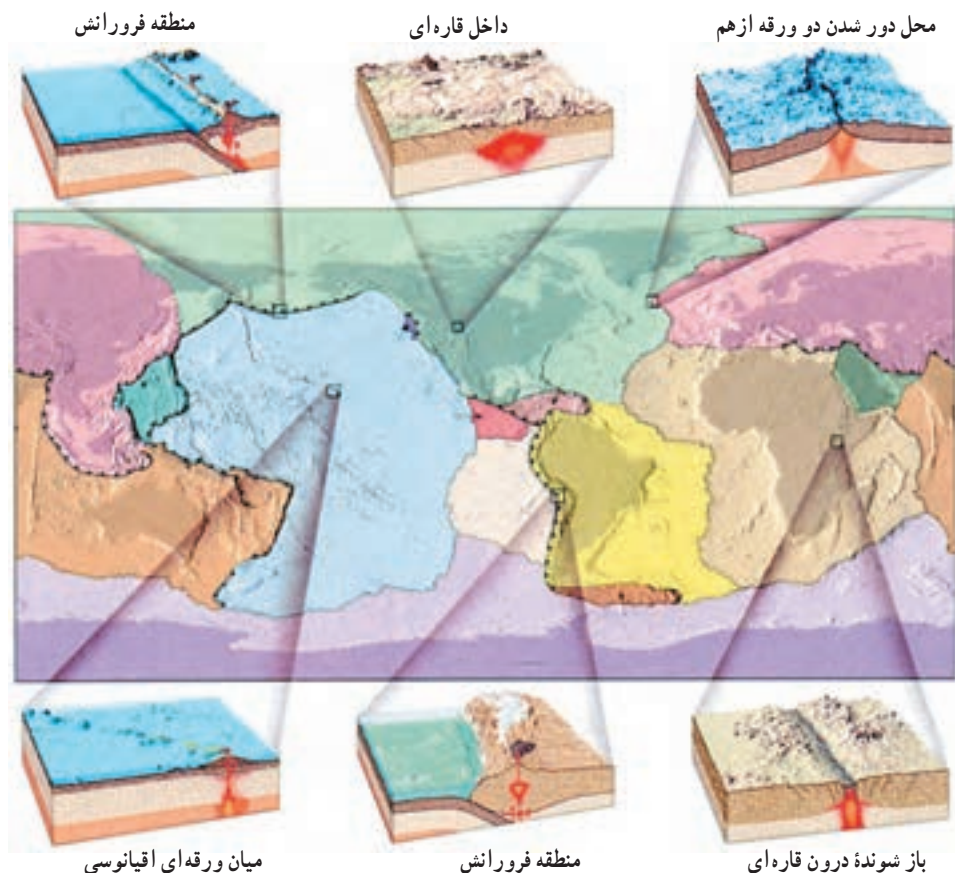 محل دور شدن دو ورقه ازهم
داخل قاره‌ای
منطقه فرورانش
باز شوندهٔ درون قاره‌ای
منطقه فرورانش
میان ورقه‌ای اقیانوسی